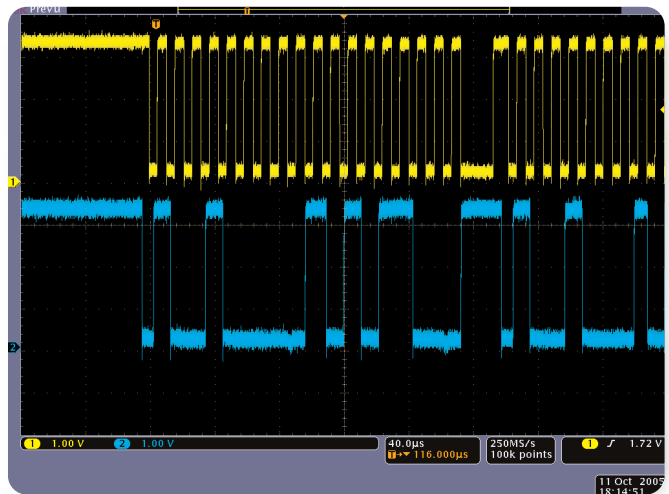 PreVu
T
T
1
2
1 1.00 V 2 1.00 V
40.0µs
T→▼ 116.000µs
250MS/s
100k points
1 1.72 V
11 Oct 2005
18:14:51